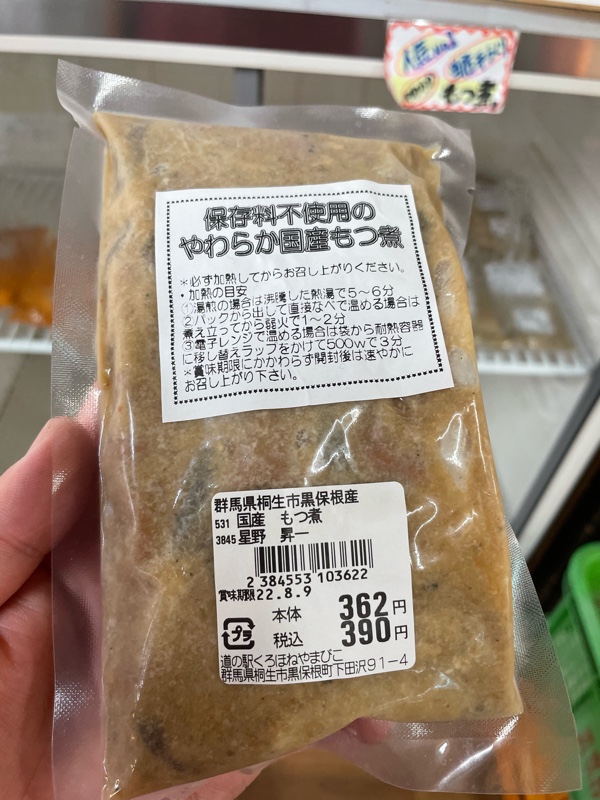 人気No.1
もつ煮
保存料不使用の
やわらか国産もつ煮
*必ず加熱してからお召し上がりください。
・加熱の目安
①湯煎の場合は沸騰した熱湯で5~6分
②パックから出して直接なべで温める場合は
煮え立ってから弱火で1~2分
③電子レンジで温める場合は袋から耐熱容器
に移し替えラップをかけて500wで3分
*賞味期限にかかわらず開封後は速やかに
お召し上がり下さい。
群馬県桐生市黒保根産
531 国産 もつ煮
3845 星野 昇一
2 384553 103622
賞味期限22.8.9
本体 362円
プラ 税込 390円
道の駅くろほねやまびこ
群馬県桐生市黒保根町下田沢91-4